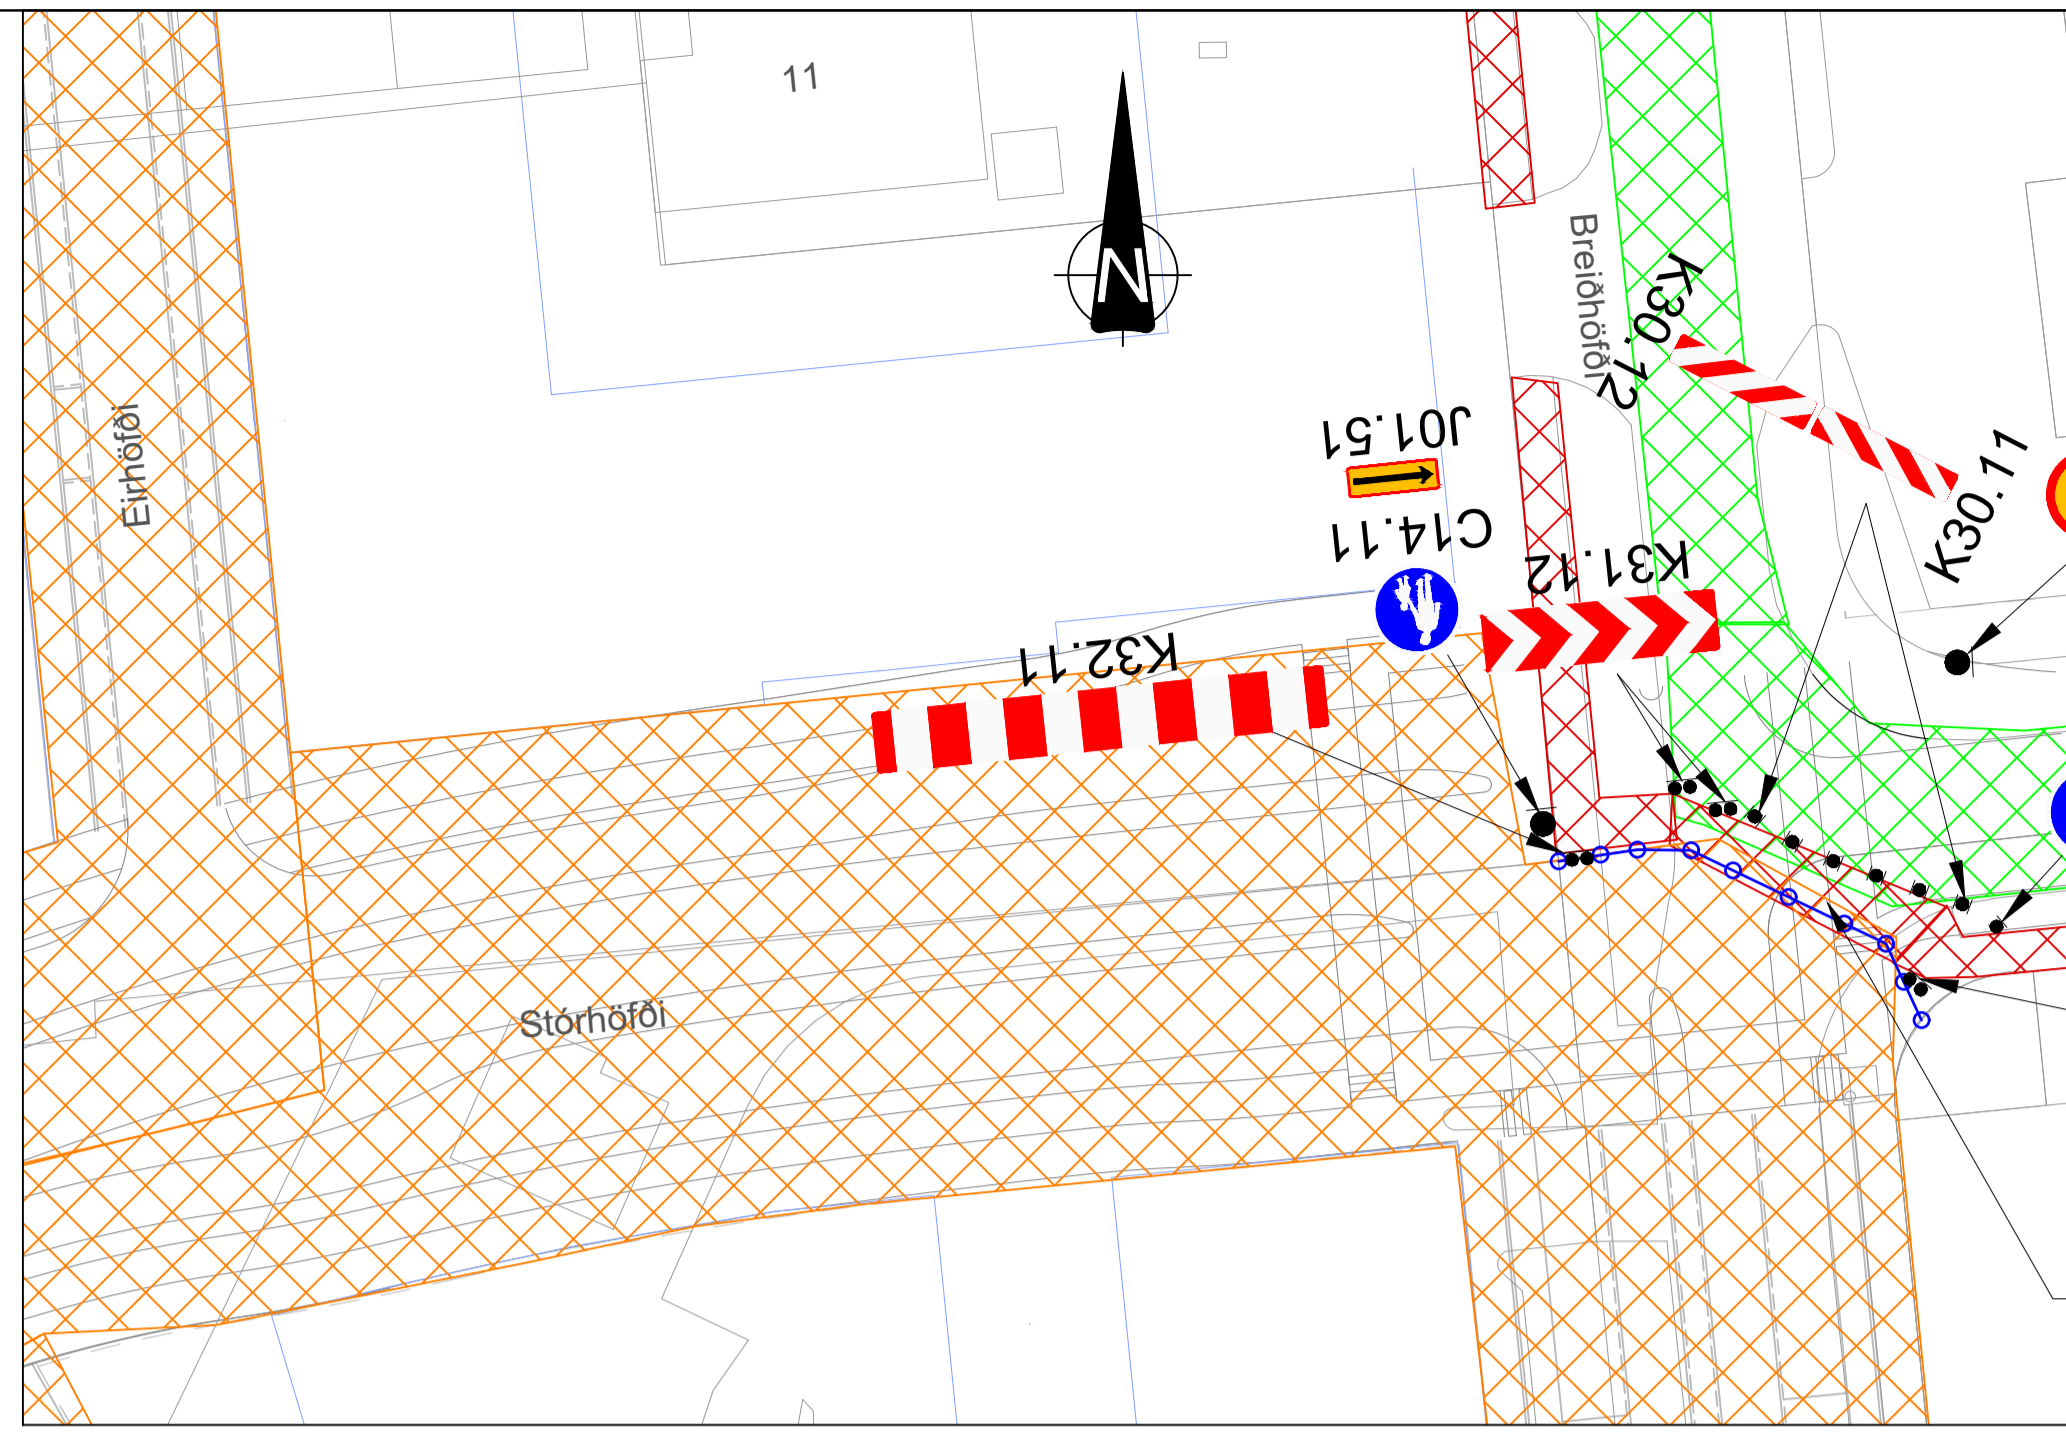 11
N
Breiðhöfði
K30.12
K30.11
Eirhöfði
J01.51
C14.11
K31.12
K32.11
Stórhöfði